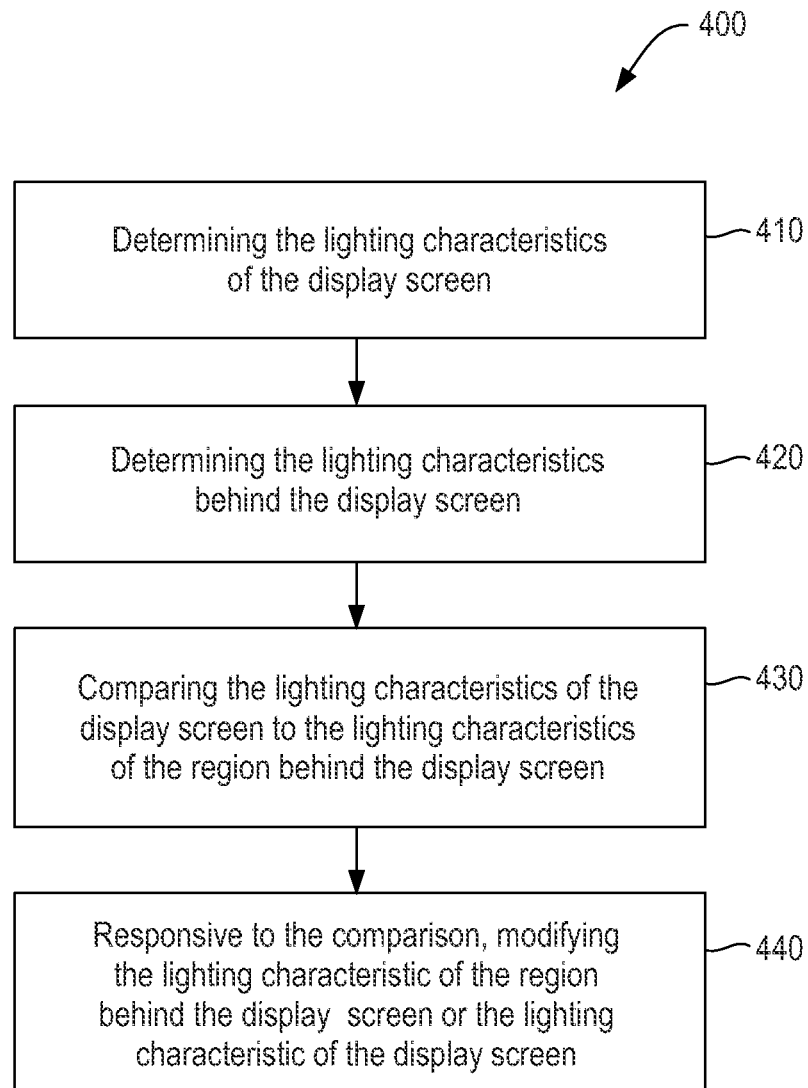 400
Determining the lighting characteristics
of the display screen
410
Determining the lighting characteristics
behind the display screen
420
Comparing the lighting characteristics of the
display screen to the lighting characteristics
of the region behind the display screen
430
Responsive to the comparison, modifying
the lighting characteristic of the region
behind the display screen or the lighting
characteristic of the display screen
440